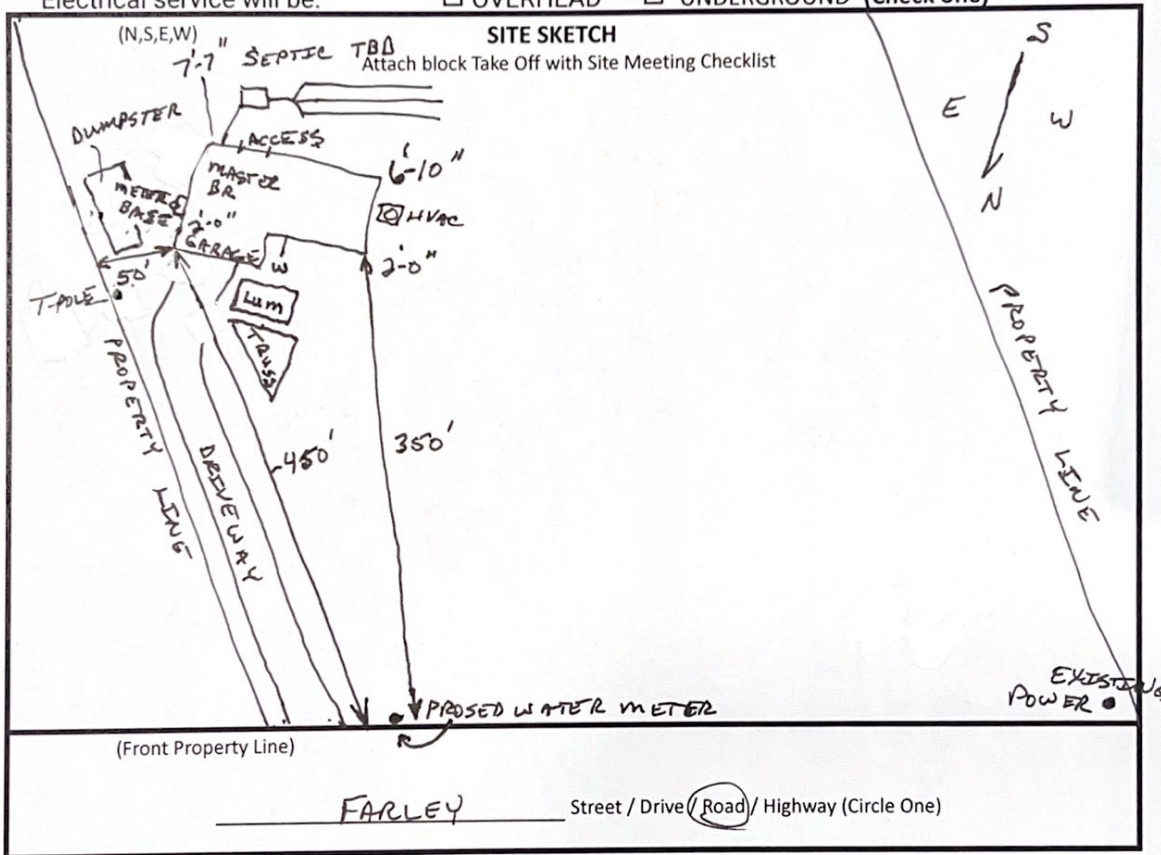 Electrical service will be: ☐ OVERHEAD ☐ UNDERGROUND (Check One)
(N,S,E,W)
SITE SKETCH
7'-7" SEPTIC TBD
Attach block Take Off with Site Meeting Checklist
S
E
W
N
DUMPSTER
ACCESS
MASTER
BR
6'-10"
METER
BASE
HVAC
2'-0"
GARAGE
2'-0"
W
50'
T-POLE
Lum
TRUSS
PROPERTY LINE
DRIVEWAY
450'
350'
PROPERTY LINE
EXISTING
POWER
PROSED WATER METER
(Front Property Line)
FARLEY Street / Drive / Road / Highway (Circle One)